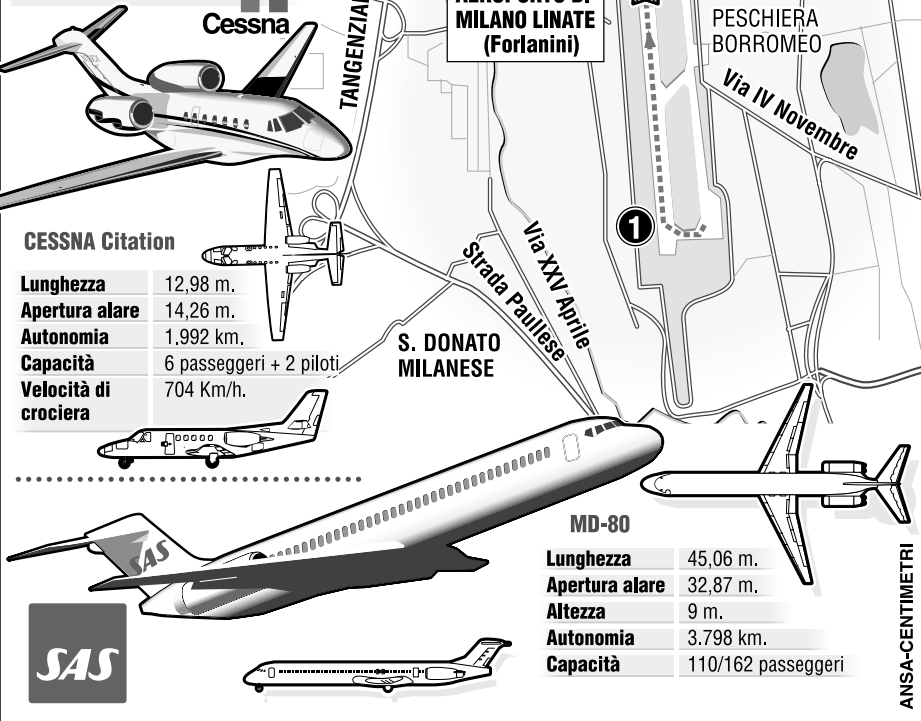 Cessna
TANGENZIAL
AEROPORTO DI
MILANO LINATE
(Forlanini)
PESCHIERA
BORROMEO
Via IV Novembre
1
Via XXV Aprile
Strada Paullese
S. DONATO
MILANESE
CESSNA Citation
Lunghezza 12,98 m.
Apertura alare 14,26 m.
Autonomia 1.992 km.
Capacità 6 passeggeri + 2 piloti
Velocità di 704 Km/h.
crociera
SAS
SAS
MD-80
Lunghezza 45,06 m.
Apertura alare 32,87 m.
Altezza 9 m.
Autonomia 3.798 km.
Capacità 110/162 passeggeri
ANSA-CENTIMETRI